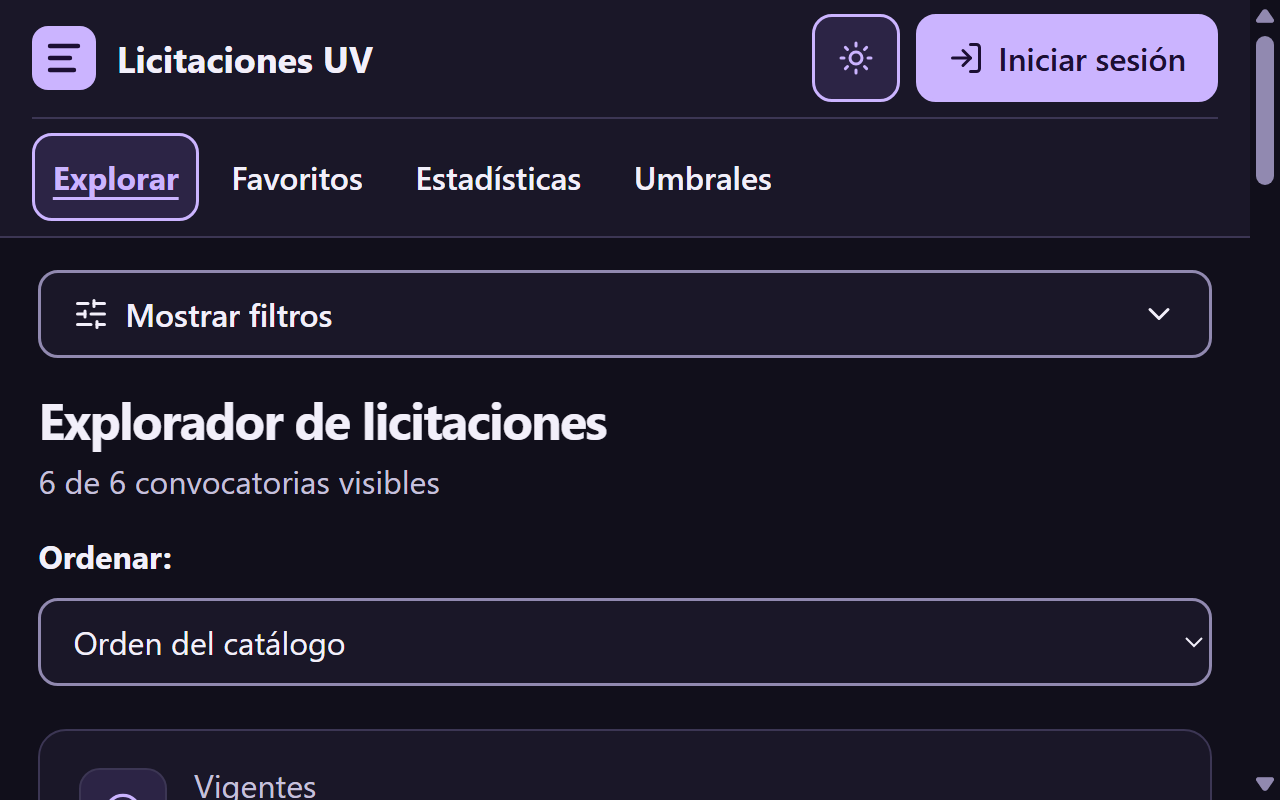 Licitaciones UV
Iniciar sesión
Explorar
Favoritos
Estadísticas
Umbrales
Mostrar filtros
Explorador de licitaciones
6 de 6 convocatorias visibles
Ordenar:
Orden del catálogo
Vigentes